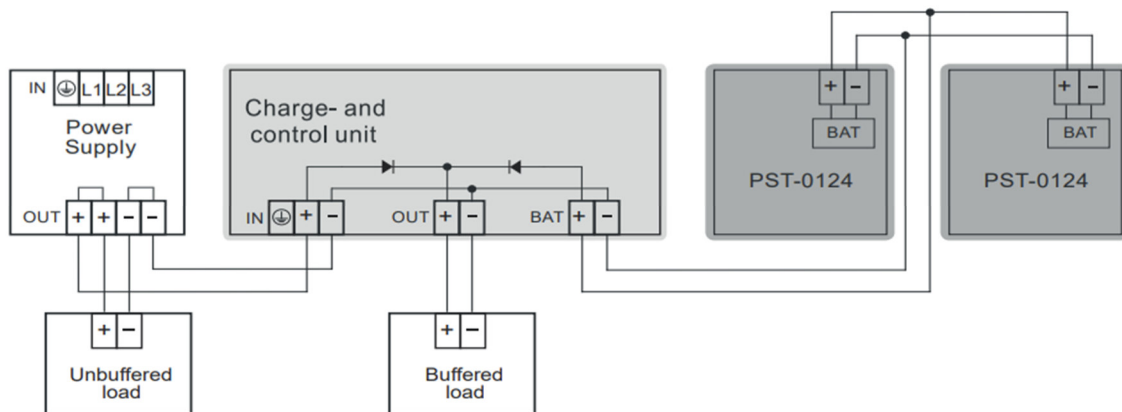 IN L1 L2 L3
Power
Supply
OUT + + − −
Charge- and
control unit
IN + −
OUT + −
BAT + −
+ −
BAT
PST-0124
+ −
BAT
PST-0124
+ −
Unbuffered
load
+ −
Buffered
load